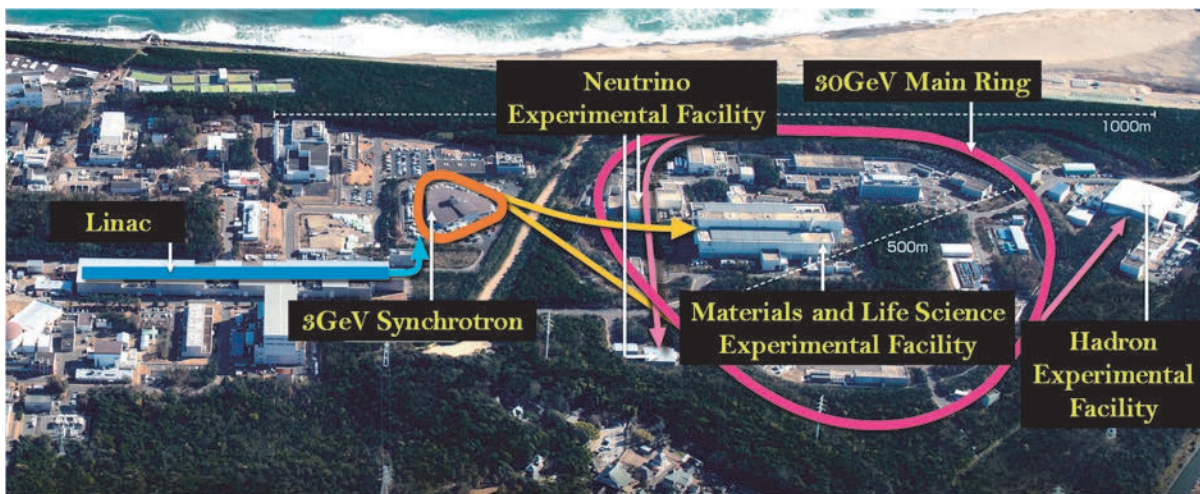 Neutrino
Experimental Facility
30GeV Main Ring
1000m
Linac
500m
3GeV Synchrotron
Materials and Life Science
Experimental Facility
Hadron
Experimental
Facility